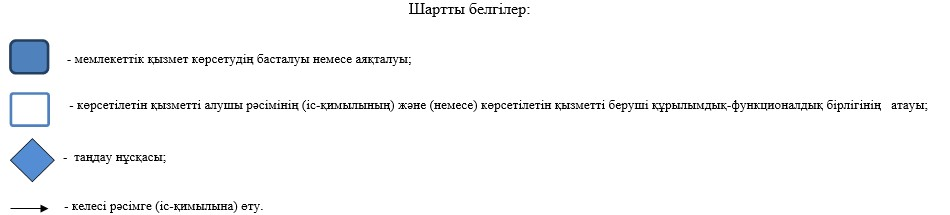 Шартты белгілер:
- мемлекеттік қызмет көрсетудің басталуы немесе аяқталуы;
- көрсетілетін қызметті алушы рәсімінің (іс-қимылының) және (немесе) көрсетілетін қызметті беруші құрылымдық-функционалдық бірлігінің атауы;
- таңдау нұсқасы;
- келесі рәсімге (іс-қимылына) өту.